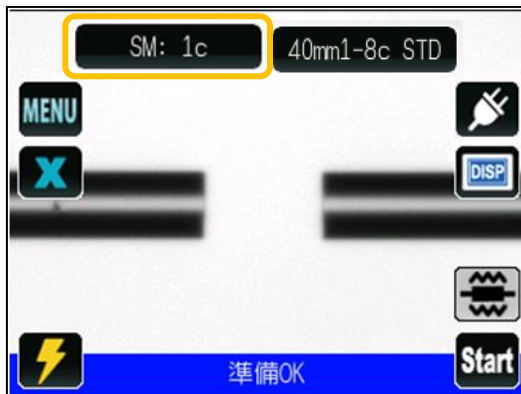 SM: 1c
40mm1-8c STD
MENU
X
DISP
準備OK
Start